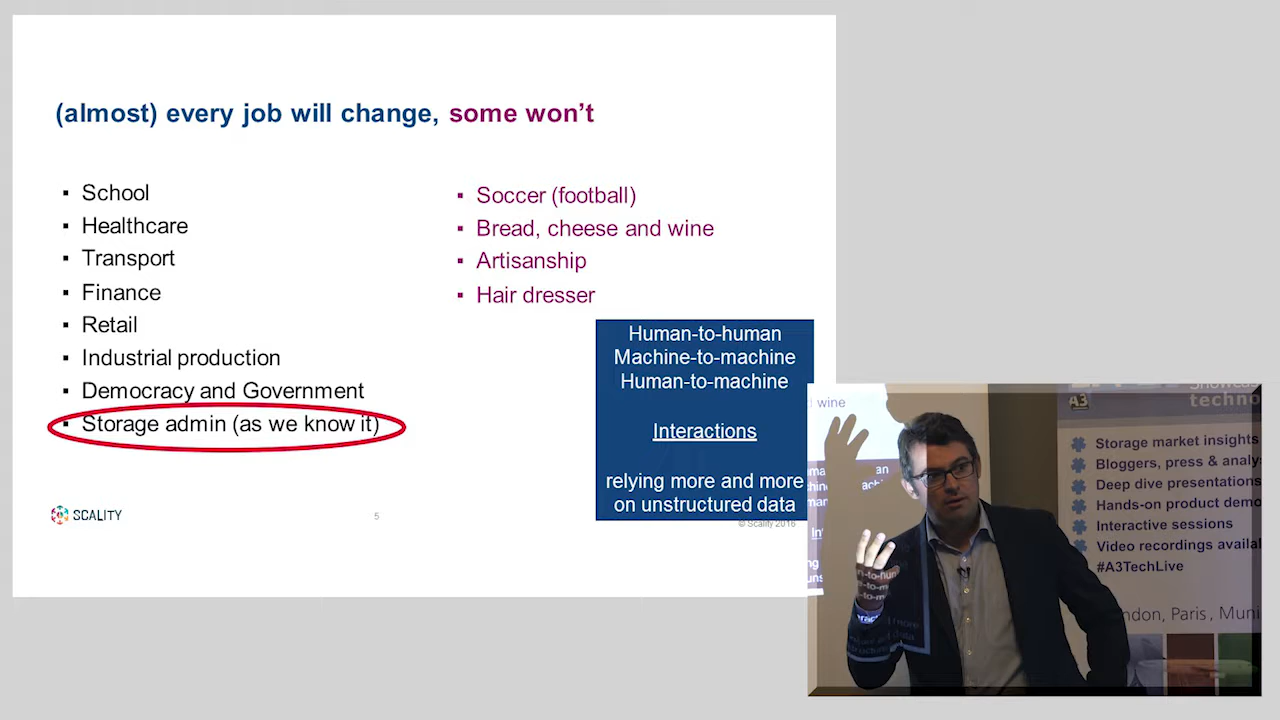 (almost) every job will change, some won't
▪ School
▪ Healthcare
▪ Transport
▪ Finance
▪ Retail
▪ Industrial production
▪ Democracy and Government
▪ Storage admin (as we know it)
▪ Soccer (football)
▪ Bread, cheese and wine
▪ Artisanship
▪ Hair dresser
Human-to-human
Machine-to-machine
Human-to-machine
Interactions
relying more and more
on unstructured data
SCALITY
5
© Scality 2016
d wine
A3
techno
Storage market insights
Bloggers, press & analys
Deep dive presentations
Hands-on product demo
Interactive sessions
Video recordings availa
#A3TechLive
ndon, Paris, Muni